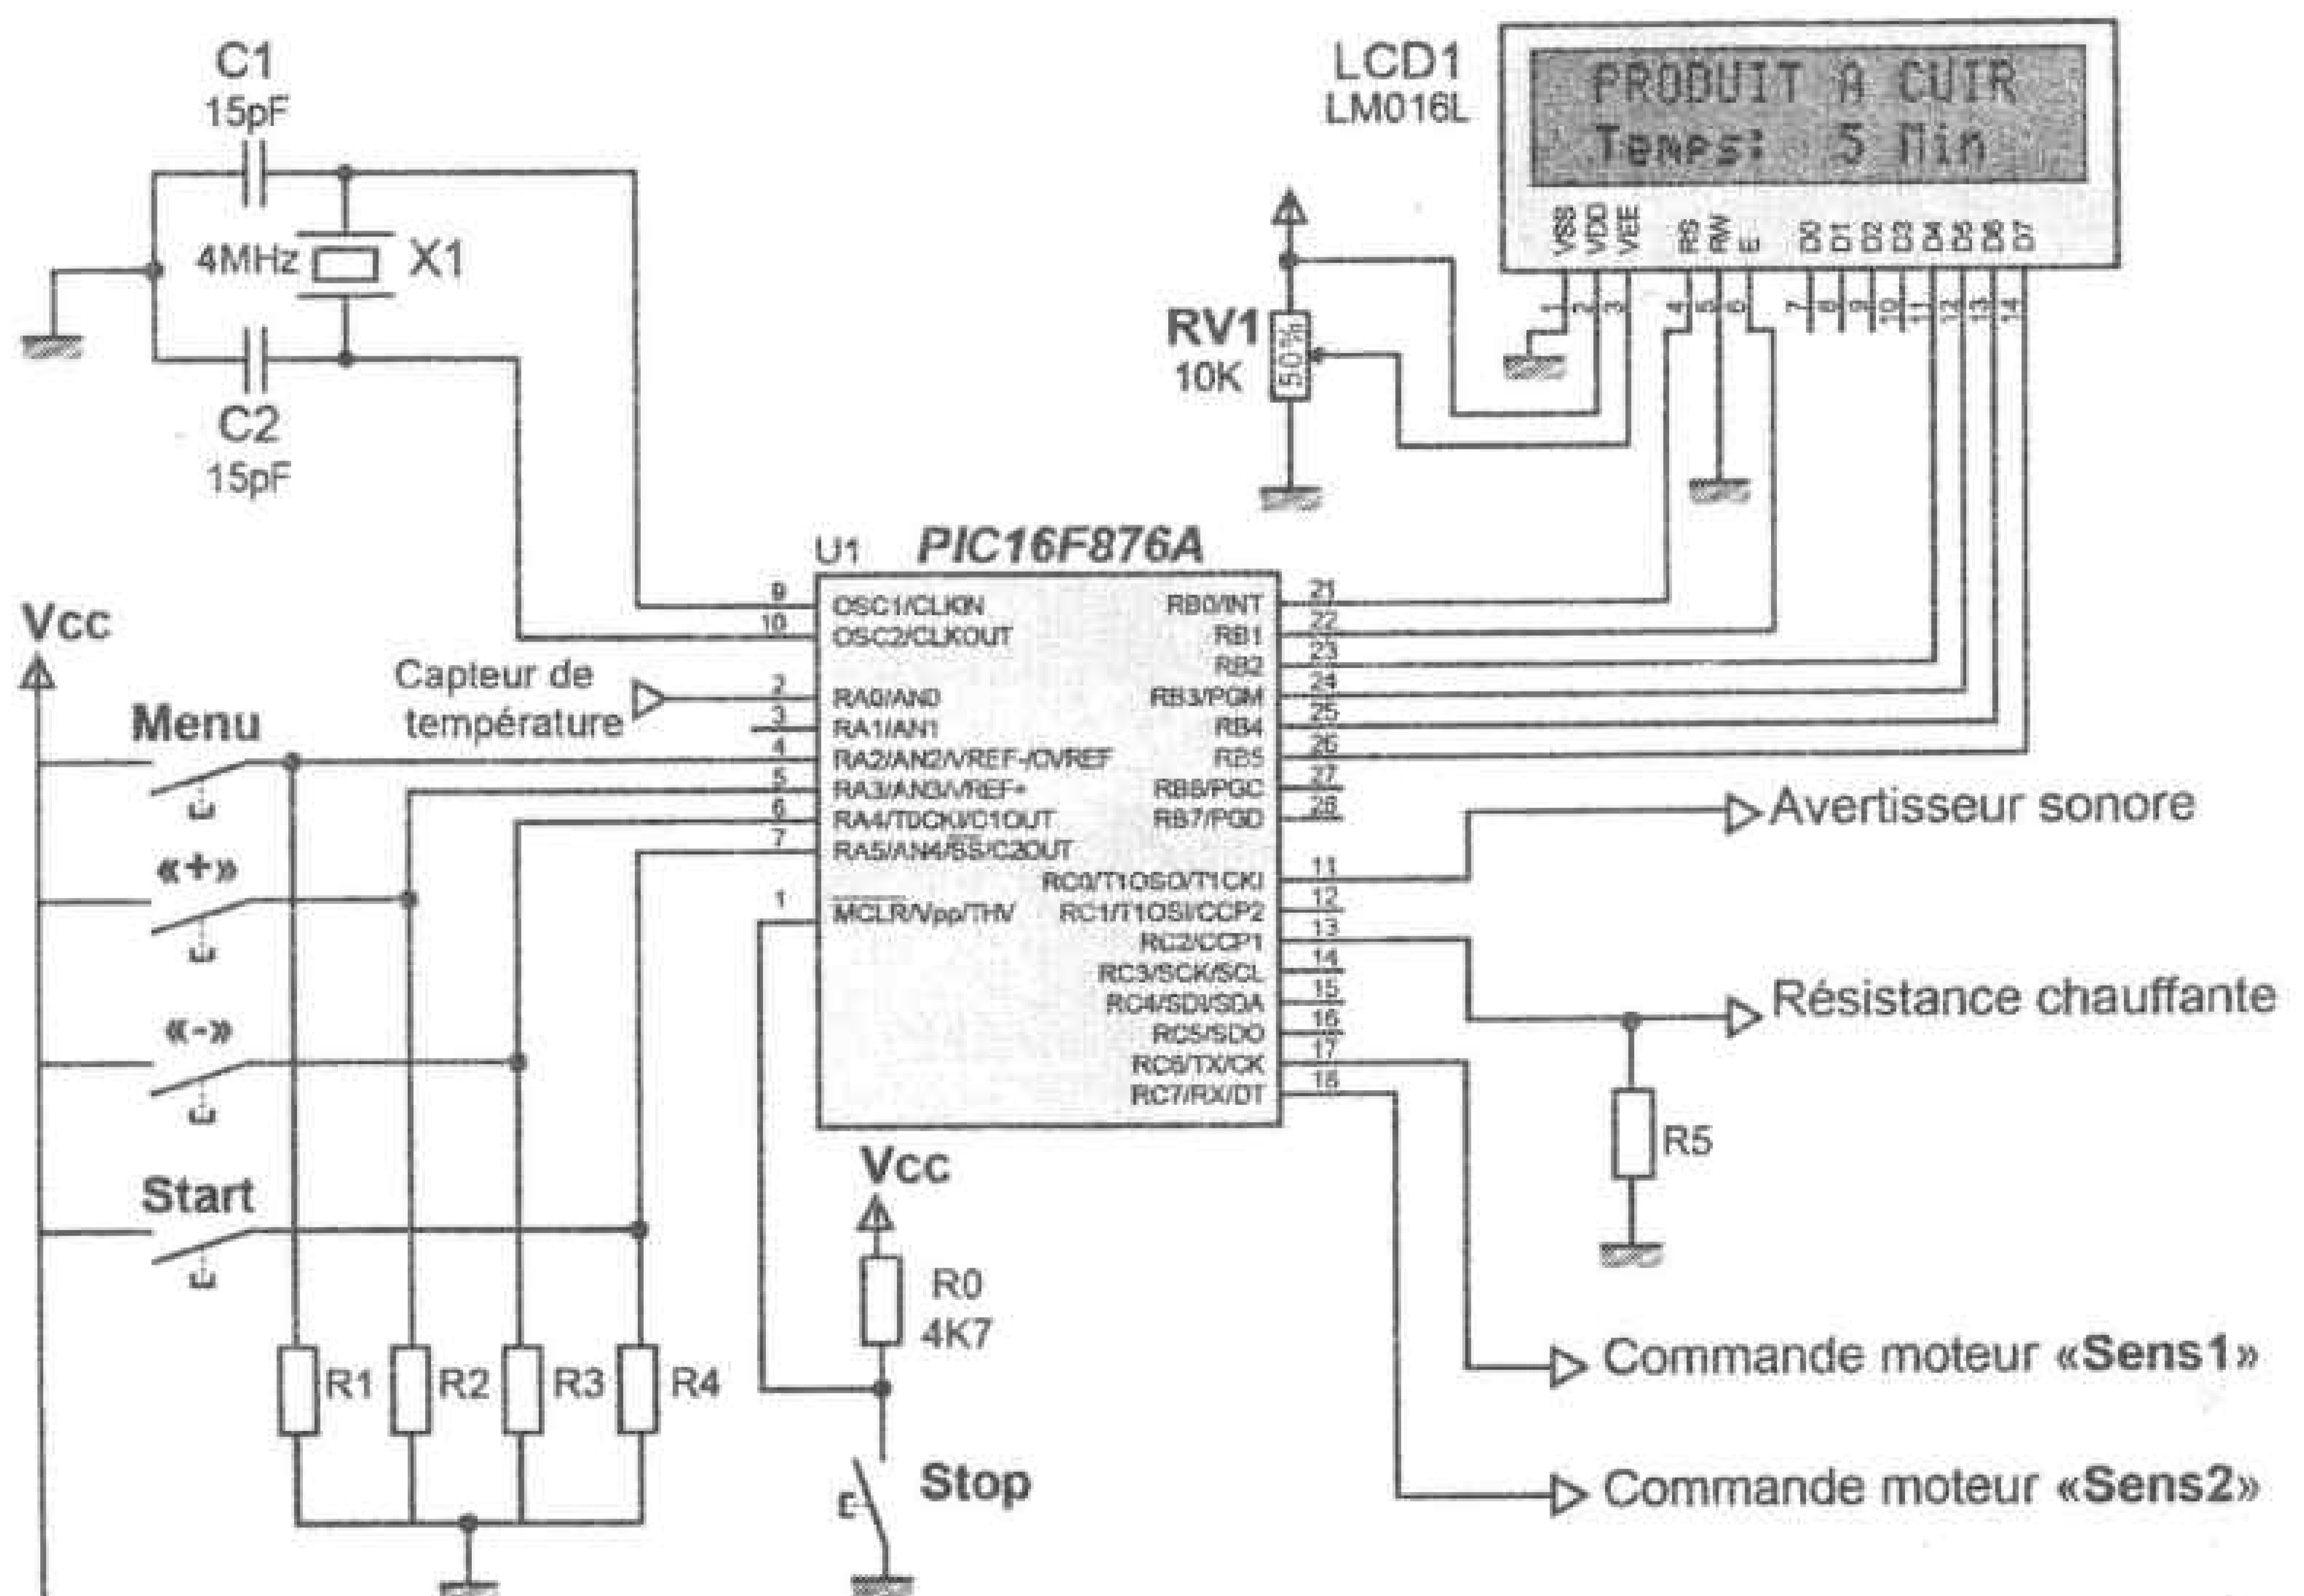 C1
15pF
4MHz
X1
C2
15pF
LCD1
LM016L
PRODUIT A CUIR
Temps: 5 Min
VSS
VDD
VEE
RS
RW
E
D0
D1
D2
D3
D4
D5
D6
D7
1
2
3
4
5
6
7
8
9
10
11
12
13
14
RV1
10K
50%
U1
PIC16F876A
9
OSC1/CLKIN
10
OSC2/CLKOUT
2
RA0/AN0
3
RA1/AN1
4
RA2/AN2/VREF-/CVREF
5
RA3/AN3/VREF+
6
RA4/T0CKI/C1OUT
7
RA5/AN4/SS/C2OUT
1
MCLR/Vpp/THV
RB0/INT
21
RB1
22
RB2
23
RB3/PGM
24
RB4
25
RB5
26
RB6/PGC
27
RB7/PGD
28
RC0/T1OSO/T1CKI
11
RC1/T1OSI/CCP2
12
RC2/CCP1
13
RC3/SCK/SCL
14
RC4/SDI/SDA
15
RC5/SDO
16
RC6/TX/CK
17
RC7/RX/DT
18
Vcc
Capteur de
température
Menu
«+»
«-»
Start
R1
R2
R3
R4
Vcc
R0
4K7
Stop
Avertisseur sonore
Résistance chauffante
R5
Commande moteur «Sens1»
Commande moteur «Sens2»